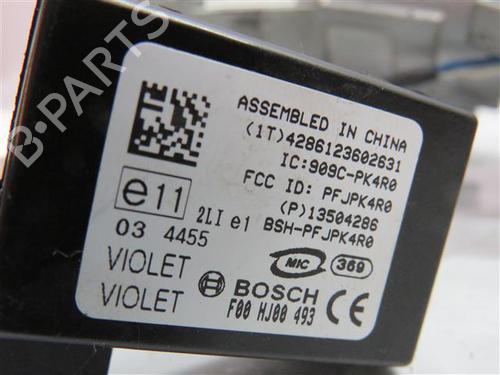 B-PARTS
ASSEMBLED IN CHINA
(1T)4286123602631
IC:909C-PK4R0
FCC ID: PFJPK4R0
(P)13504286
e11 2LI e1 BSH-PFJPK4R0
03 4455
MIC 369
VIOLET
BOSCH CE
VIOLET
F00 HJ00 493